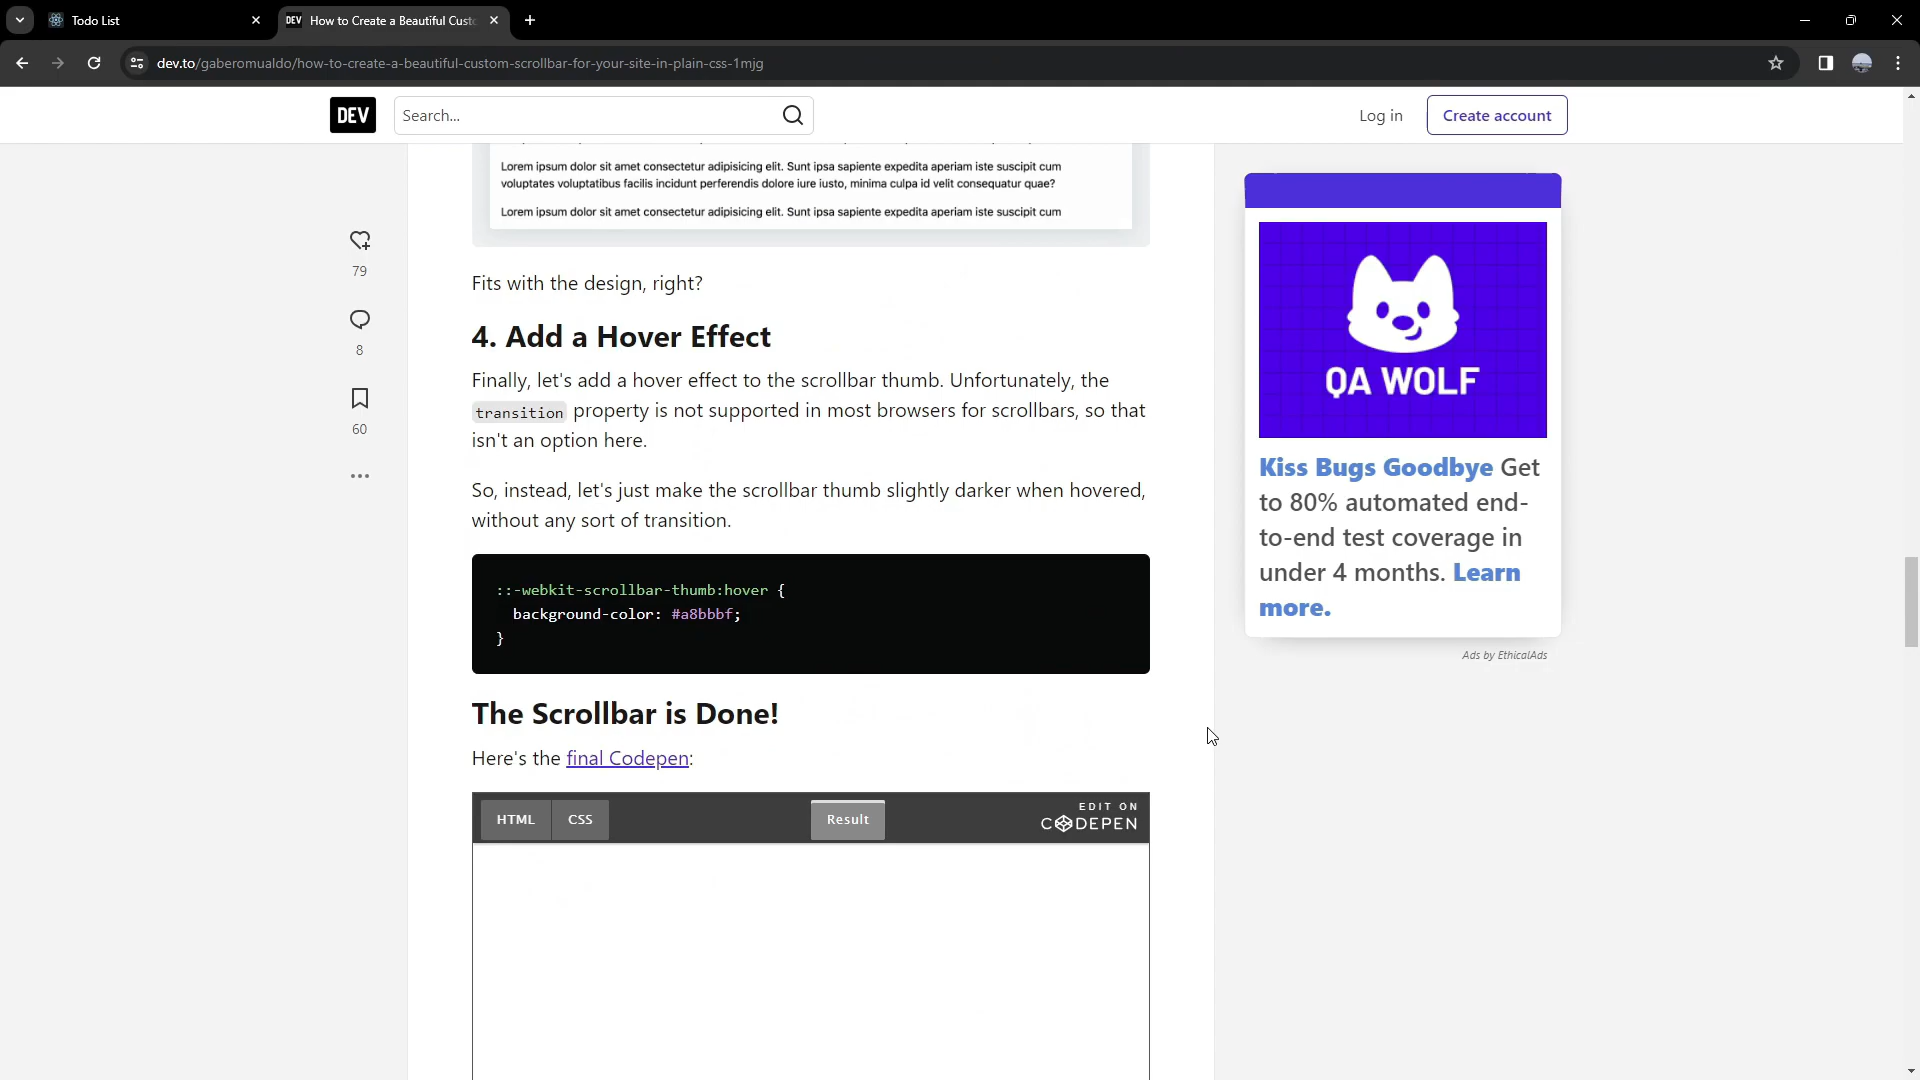 Todo List
DEV How to Create a Beautiful Custo
dev.to/gaberomualdo/how-to-create-a-beautiful-custom-scrollbar-for-your-site-in-plain-css-1mjg
DEV
Search...
Log in
Create account
Lorem ipsum dolor sit amet consectetur adipisicing elit. Sunt ipsa sapiente expedita aperiam iste suscipit cum
voluptates voluptatibus facilis incidunt perferendis dolore iure iusto, minima culpa id velit consequatur quae?
Lorem ipsum dolor sit amet consectetur adipisicing elit. Sunt ipsa sapiente expedita aperiam iste suscipit cum
79
8
60
Fits with the design, right?
4. Add a Hover Effect
Finally, let's add a hover effect to the scrollbar thumb. Unfortunately, the
transition property is not supported in most browsers for scrollbars, so that
isn't an option here.
So, instead, let's just make the scrollbar thumb slightly darker when hovered,
without any sort of transition.
::-webkit-scrollbar-thumb:hover {
background-color: #a8bbbf;
}
The Scrollbar is Done!
Here's the final Codepen:
HTML
CSS
Result
EDIT ON
CODEPEN
QA WOLF
Kiss Bugs Goodbye Get
to 80% automated end-
to-end test coverage in
under 4 months. Learn
more.
Ads by EthicalAds